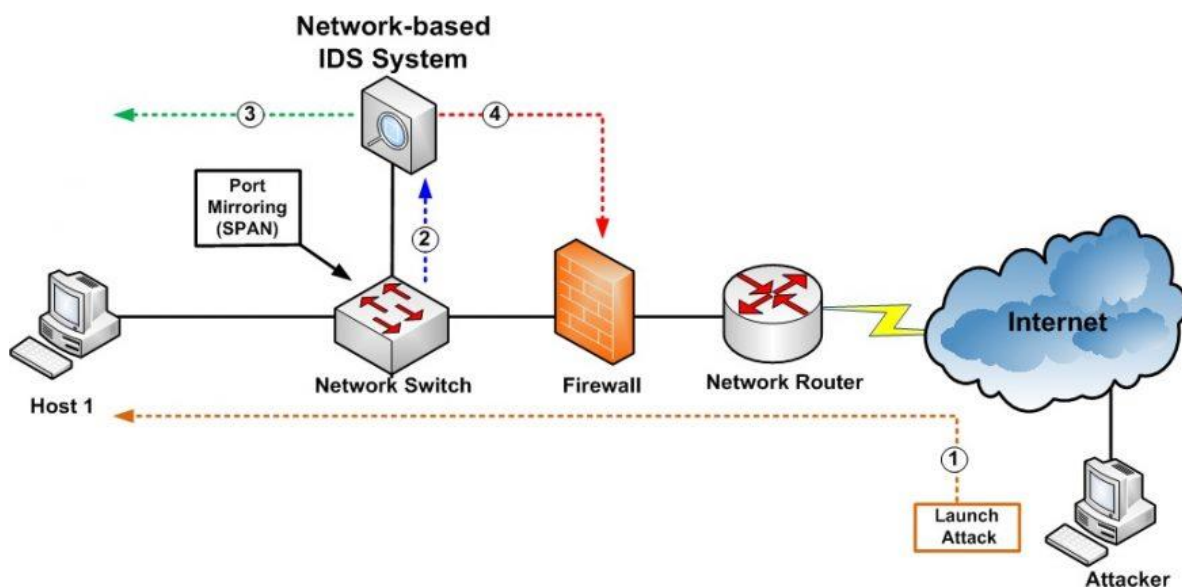 Network-based
IDS System
3
4
Port
Mirroring
(SPAN)
2
Internet
Host 1
Network Switch
Firewall
Network Router
1
Launch
Attack
Attacker